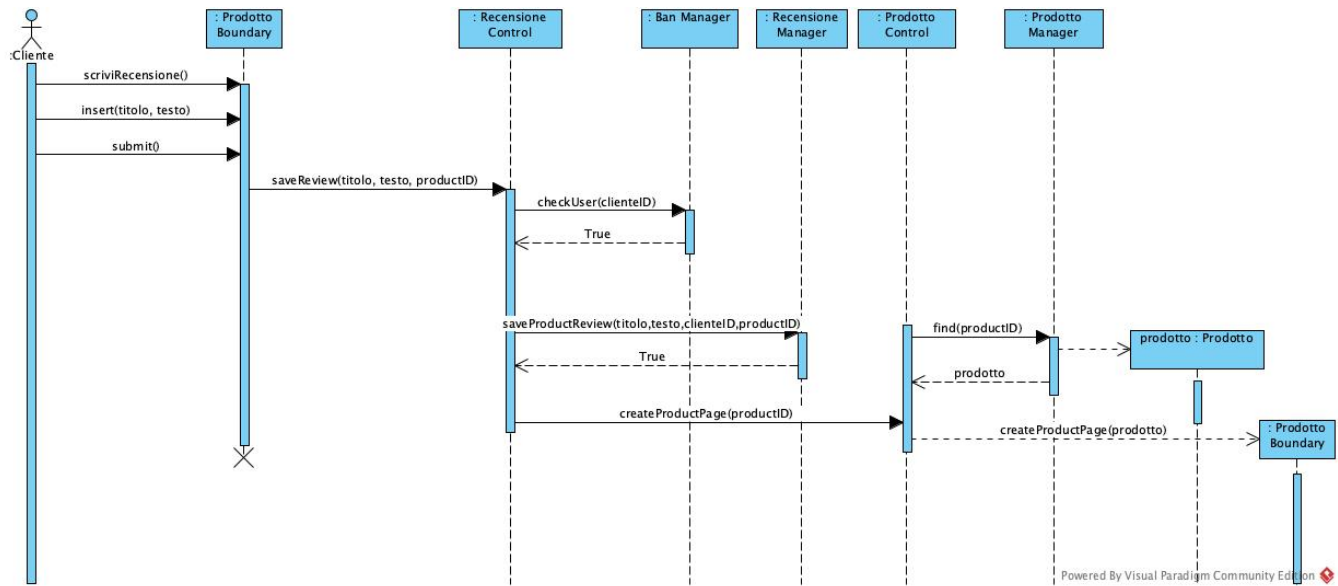 : Prodotto
Boundary
: Recensione
Control
: Ban Manager
: Recensione
Manager
: Prodotto
Control
: Prodotto
Manager
:Cliente
scriviRecensione()
insert(titolo, testo)
submit()
saveReview(titolo, testo, productID)
checkUser(clienteID)
True
saveProductReview(titolo,testo,clienteID,productID)
find(productID)
prodotto : Prodotto
True
prodotto
createProductPage(productID)
createProductPage(prodotto)
: Prodotto
Boundary
Powered By Visual Paradigm Community Edition